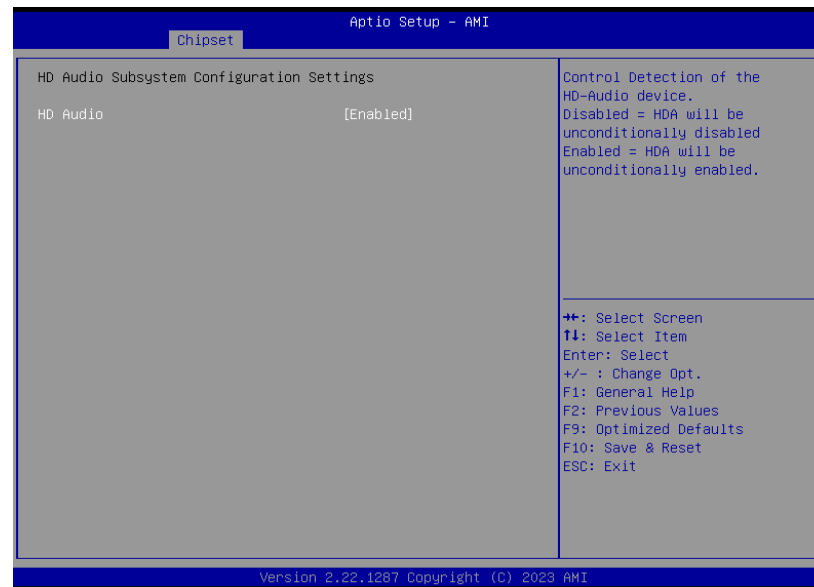 Aptio Setup – AMI
Chipset
HD Audio Subsystem Configuration Settings
HD Audio [Enabled]
Control Detection of the
HD-Audio device.
Disabled = HDA will be
unconditionally disabled
Enabled = HDA will be
unconditionally enabled.
→←: Select Screen
↑↓: Select Item
Enter: Select
+/- : Change Opt.
F1: General Help
F2: Previous Values
F9: Optimized Defaults
F10: Save & Reset
ESC: Exit
Version 2.22.1287 Copyright (C) 2023 AMI